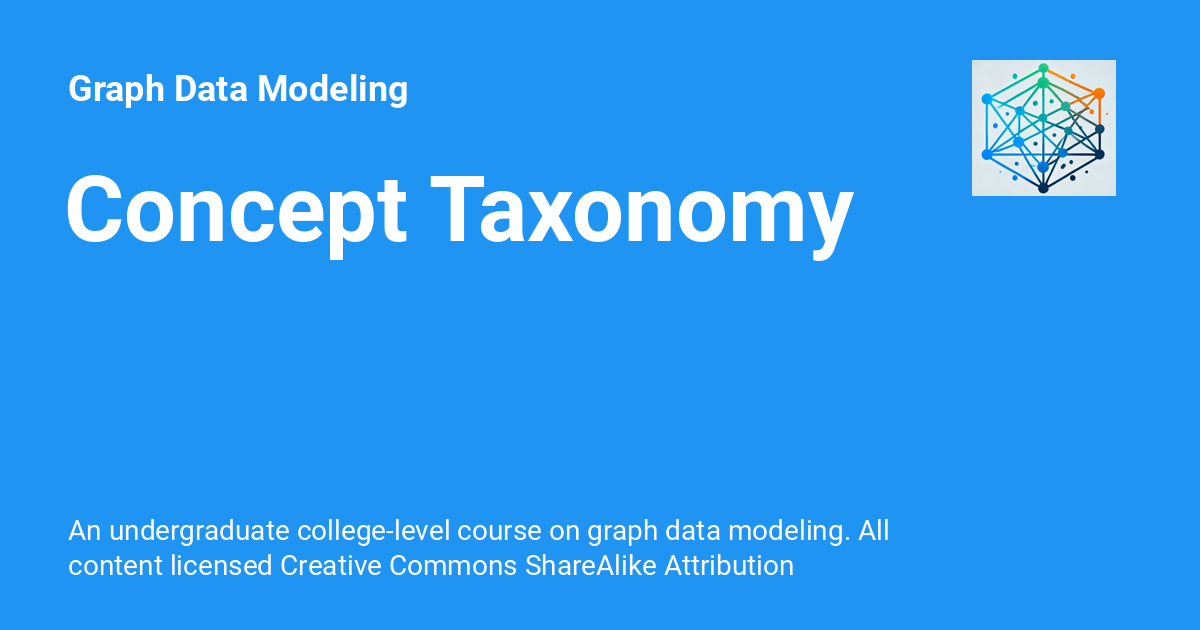 Graph Data Modeling
Concept Taxonomy
An undergraduate college-level course on graph data modeling. All
content licensed Creative Commons ShareAlike Attribution